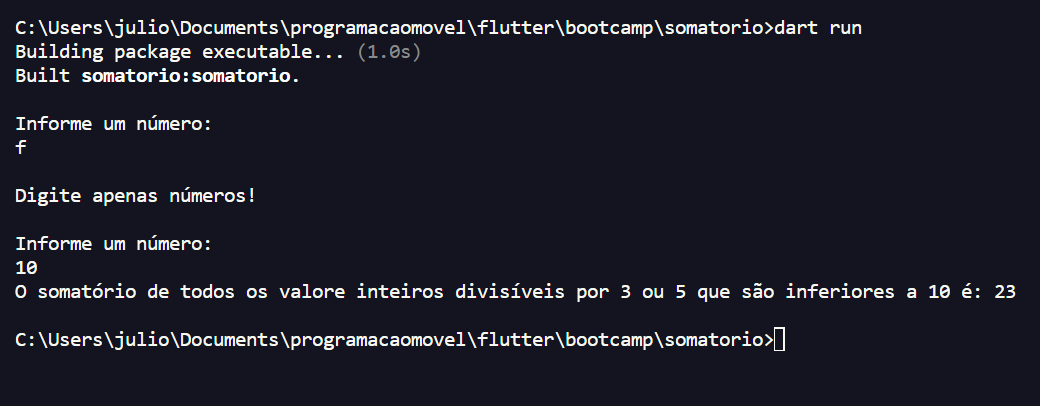 C:\Users\julio\Documents\programacaomovel\flutter\bootcamp\somatorio>dart run
Building package executable... (1.0s)
Built somatorio:somatorio.
Informe um número:
f
Digite apenas números!
Informe um número:
10
O somatório de todos os valore inteiros divisíveis por 3 ou 5 que são inferiores a 10 é: 23
C:\Users\julio\Documents\programacaomovel\flutter\bootcamp\somatorio>